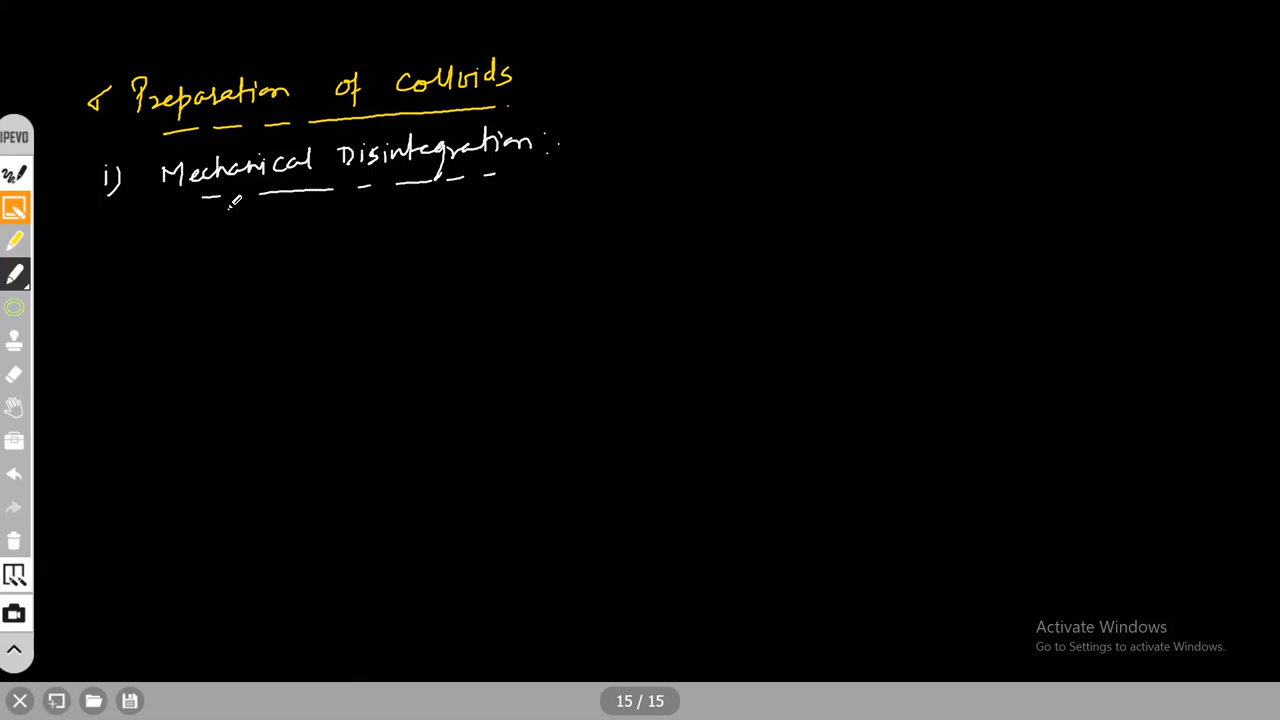 Preparation of Colloids
i) Mechanical Disintegration :
IPEVO
Activate Windows
Go to Settings to activate Windows.
15 / 15